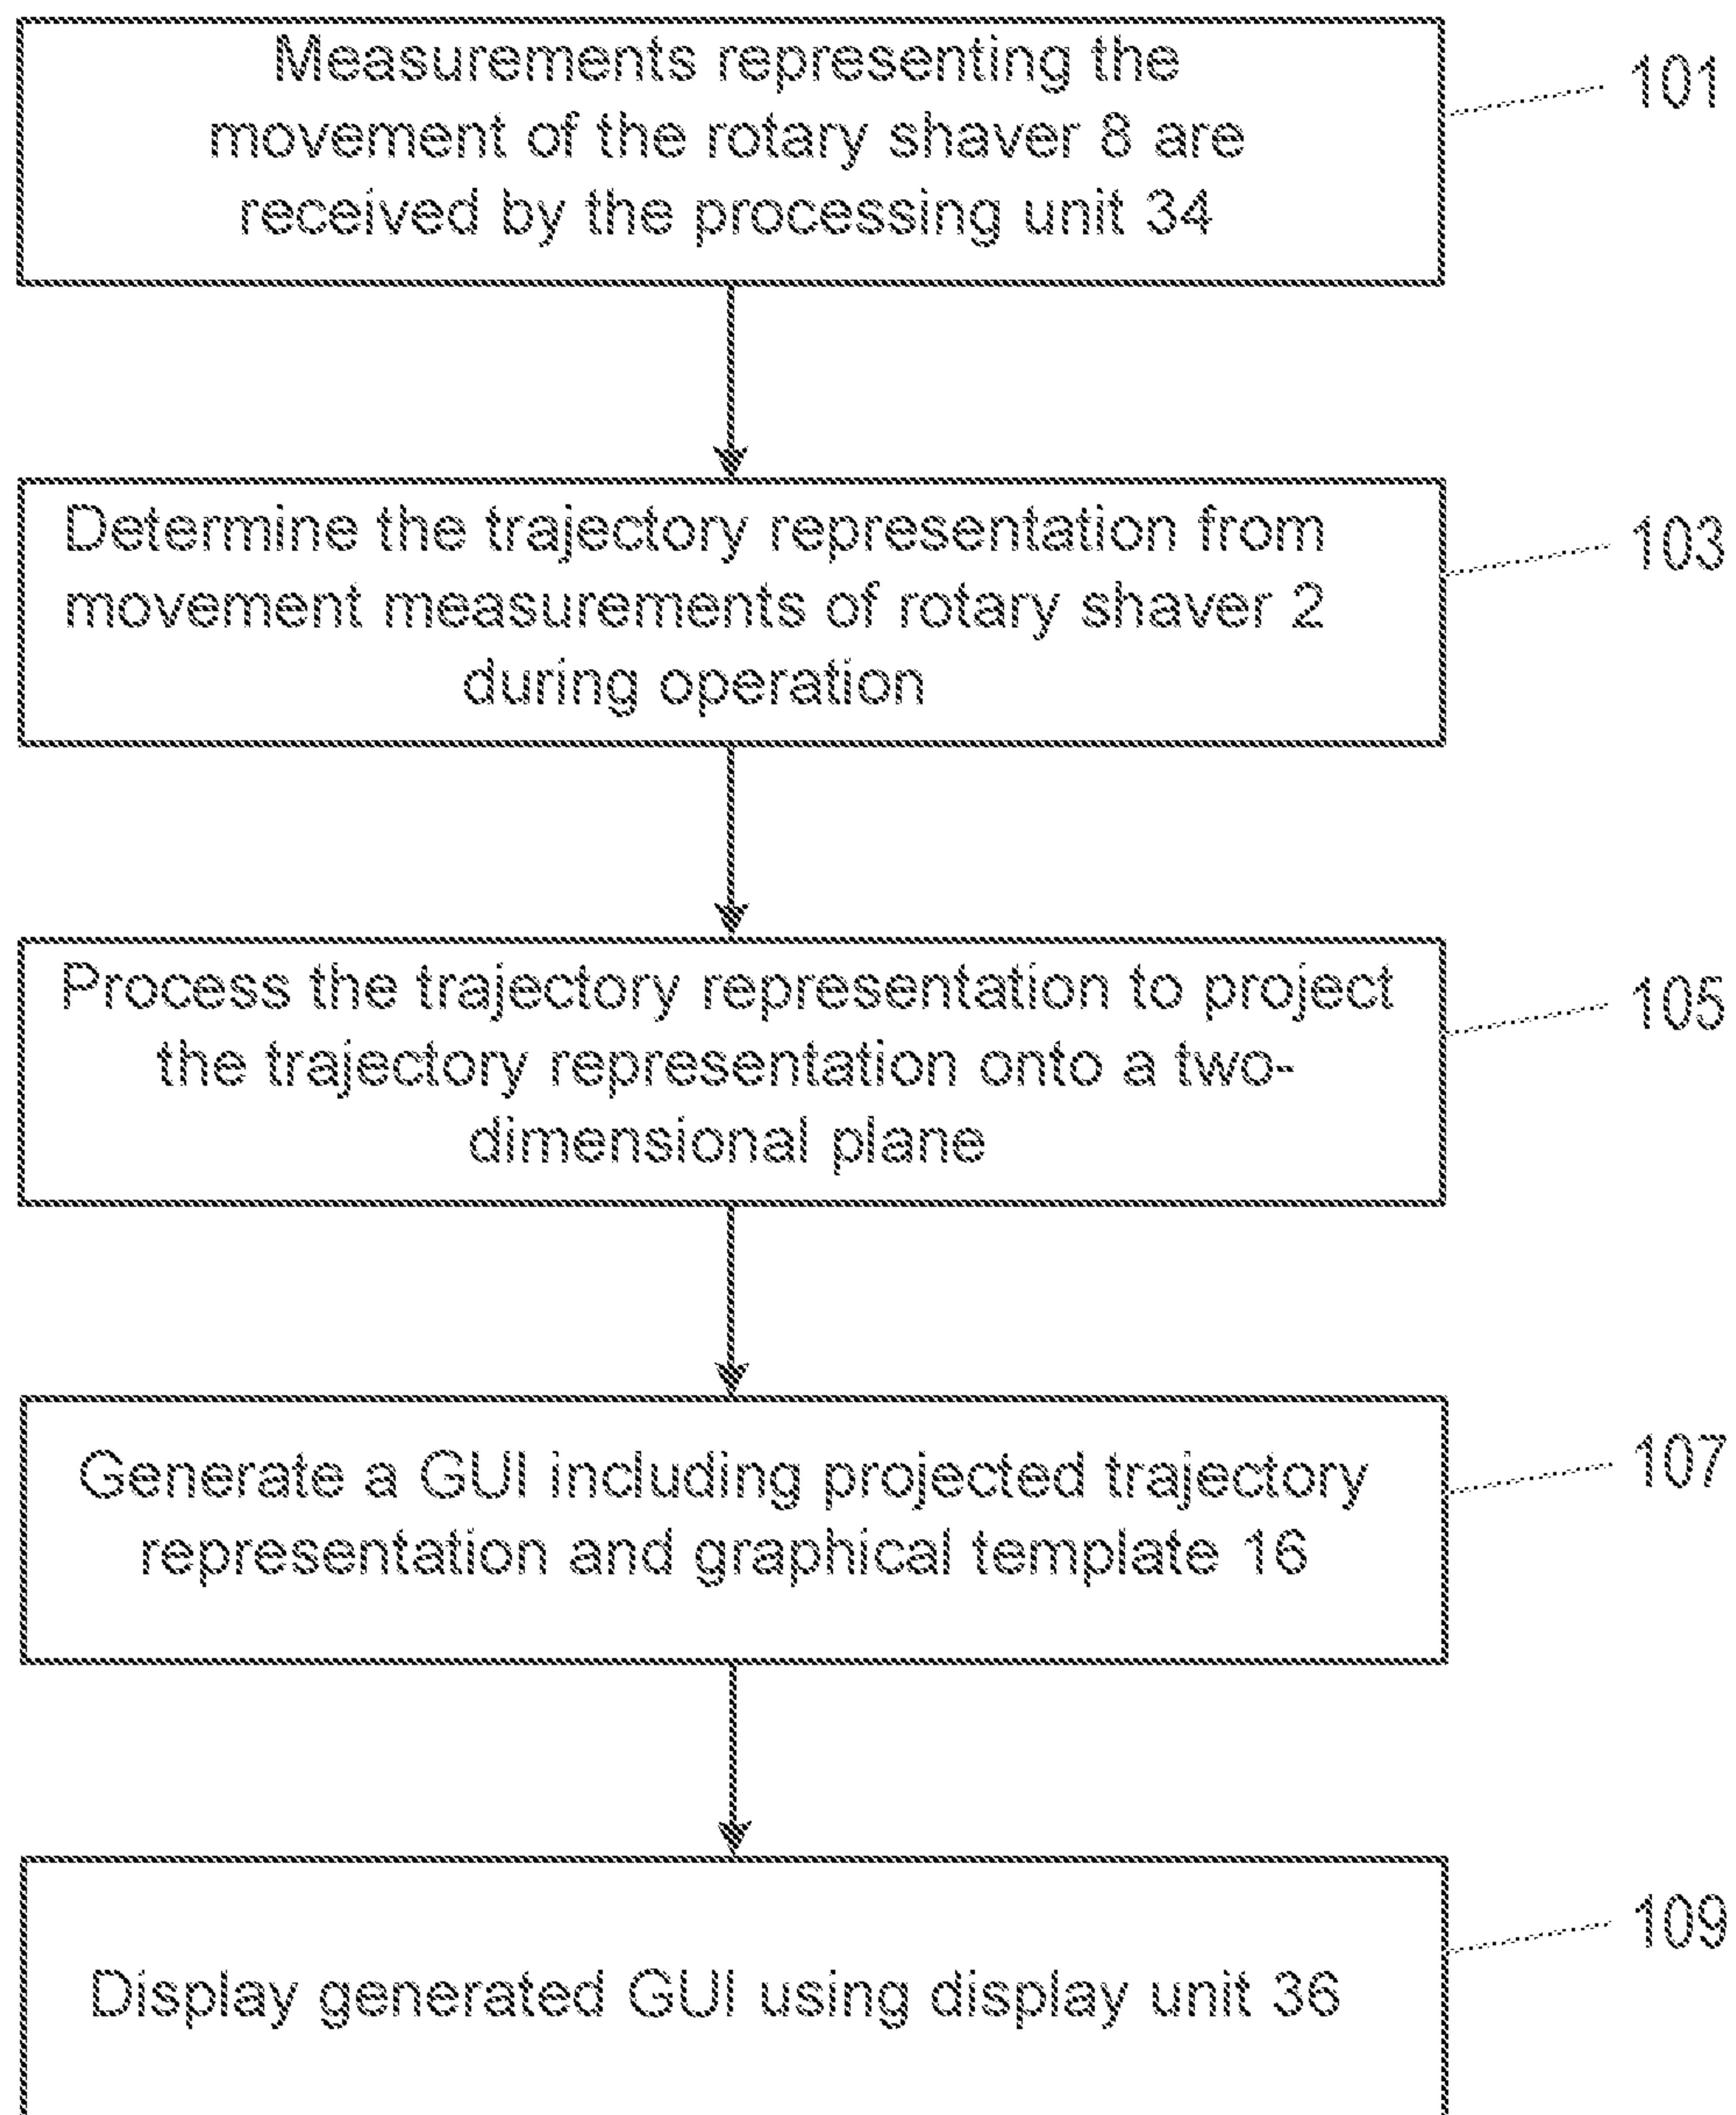 Measurements representing the
movement of the rotary shaver 8 are
received by the processing unit 34
101
Determine the trajectory representation from
movement measurements of rotary shaver 2
during operation
103
Process the trajectory representation to project
the trajectory representation onto a two-
dimensional plane
105
Generate a GUI including projected trajectory
representation and graphical template 16
107
Display generated GUI using display unit 36
109